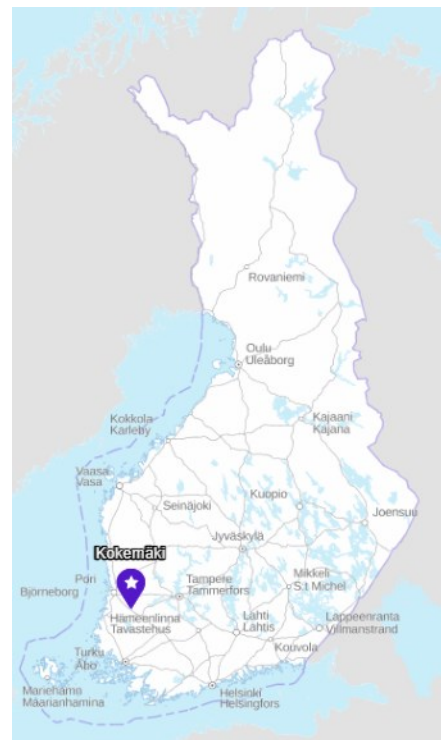 Rovaniemi
Oulu
Uleåborg
Kokkola
Karleby
Kajaani
Kajana
Vaasa
Vasa
Seinäjoki
Kuopio
Joensuu
Jyväskylä
Kokemäki
Pori
Björneborg
Tampere
Tammerfors
Mikkeli
S:t Michel
Hämeenlinna
Tavastehus
Lahti
Lahtis
Lappeenranta
Villmanstrand
Kouvola
Turku
Åbo
Mariehamn
Maarianhamina
Helsinki
Helsingfors